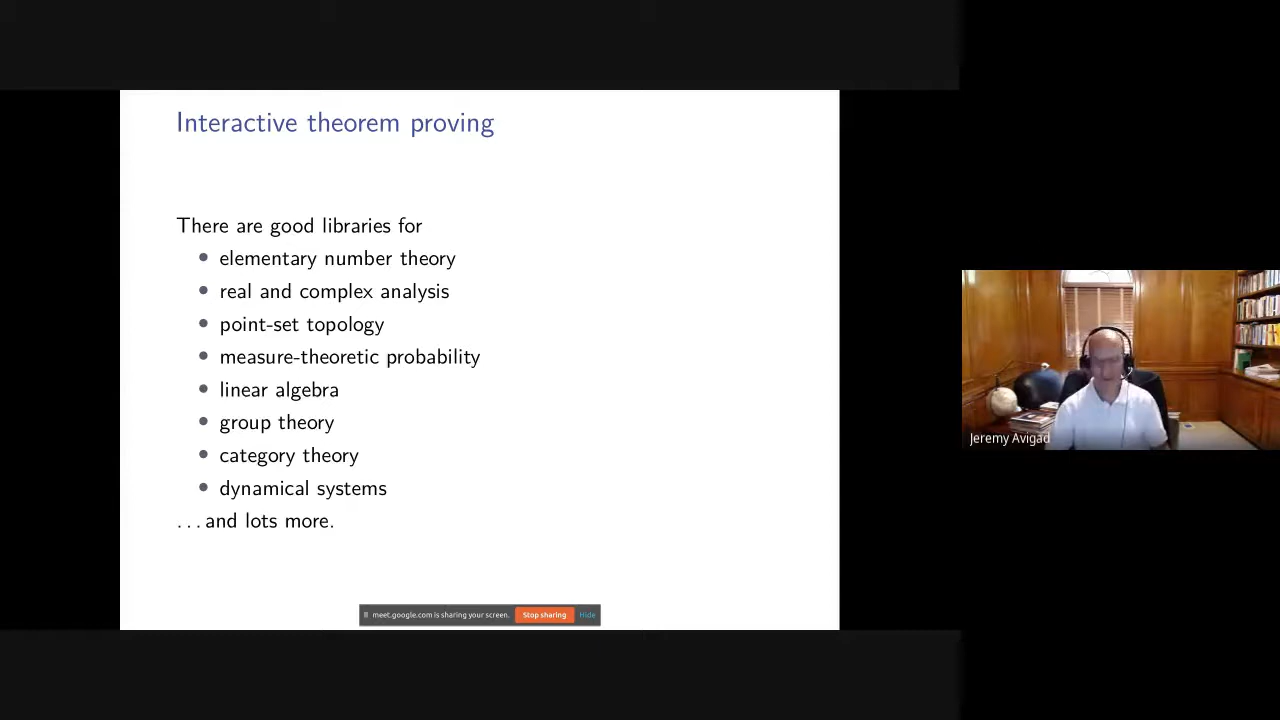 Interactive theorem proving
There are good libraries for
• elementary number theory
• real and complex analysis
• point-set topology
• measure-theoretic probability
• linear algebra
• group theory
• category theory
• dynamical systems
...and lots more.
meet.google.com is sharing your screen. Stop sharing Hide
Jeremy Avigad